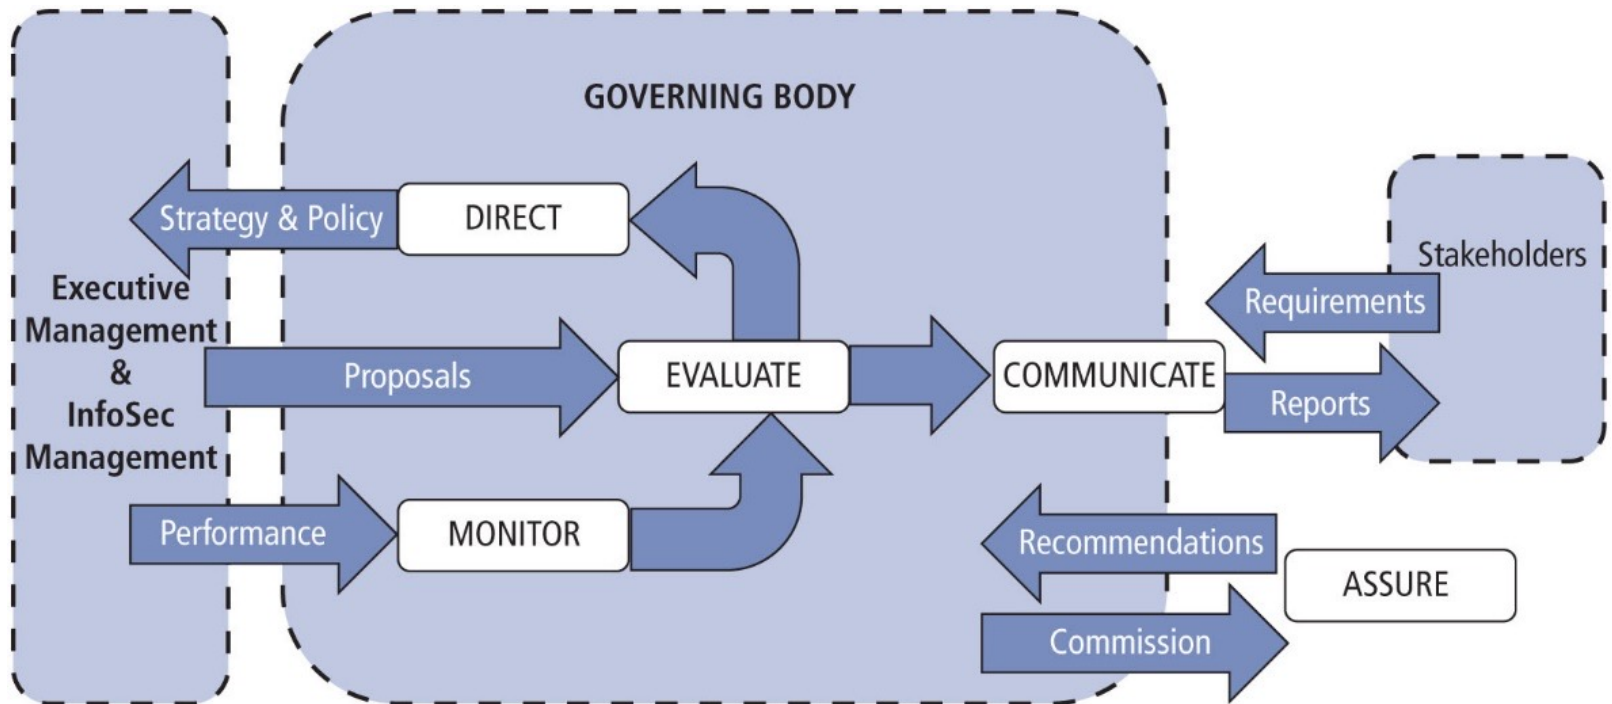 GOVERNING BODY
Strategy & Policy
DIRECT
Executive
Management
&
InfoSec
Management
Proposals
EVALUATE
COMMUNICATE
Stakeholders
Requirements
Reports
Performance
MONITOR
Recommendations
ASSURE
Commission